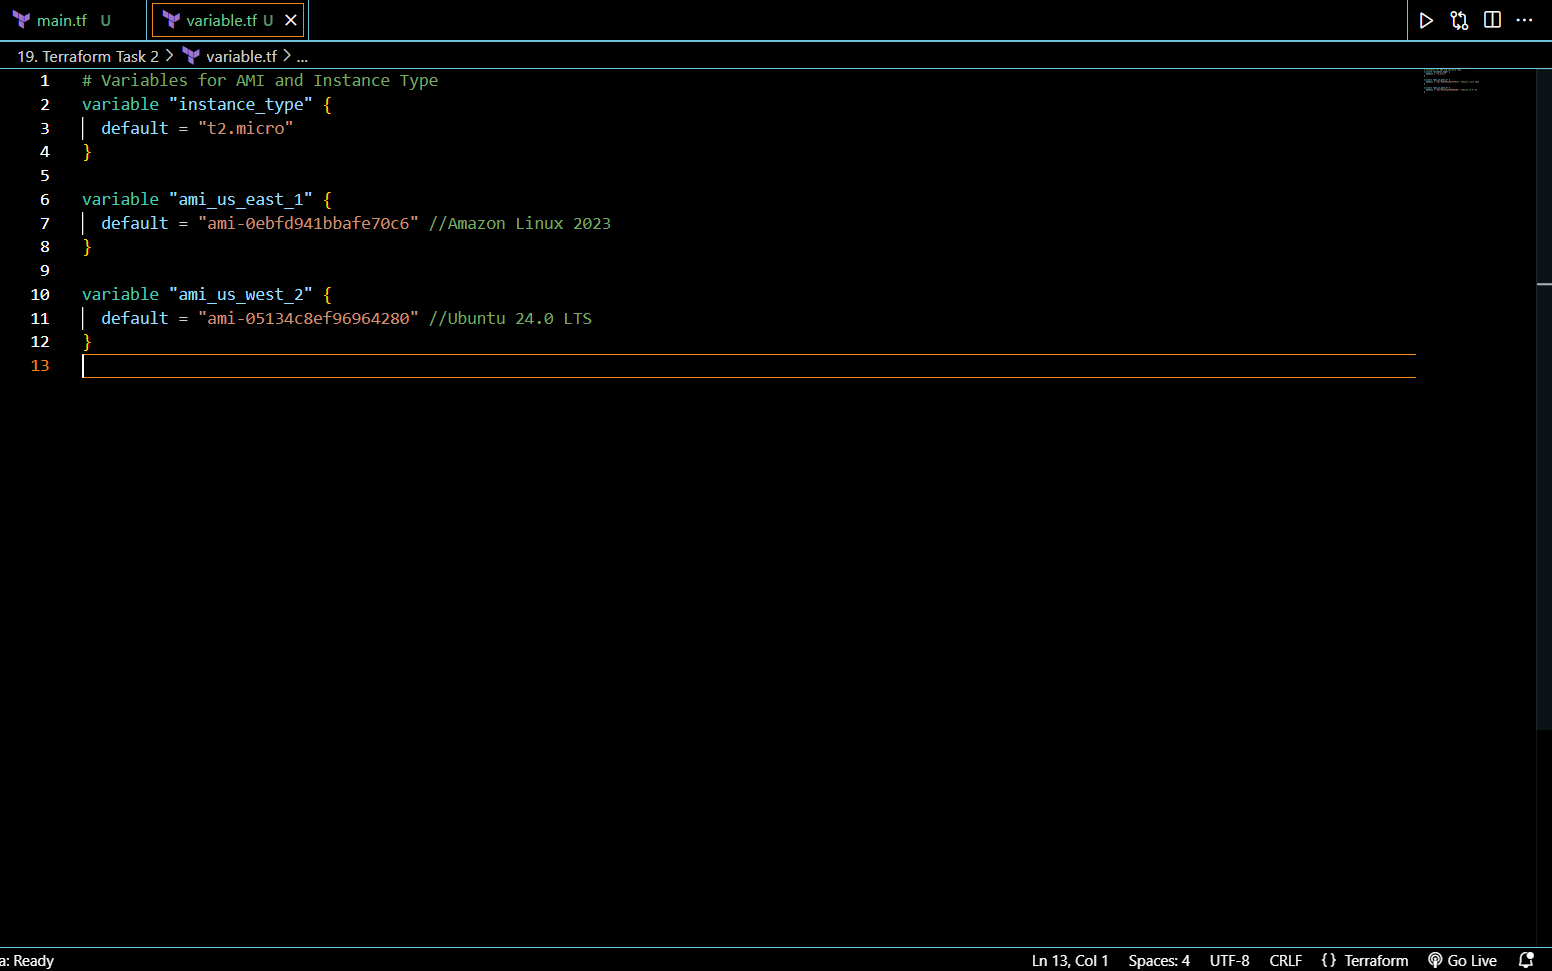 main.tf U variable.tf U
19. Terraform Task 2 > variable.tf > ...
1 # Variables for AMI and Instance Type
2 variable "instance_type" {
3 default = "t2.micro"
4 }
5
6 variable "ami_us_east_1" {
7 default = "ami-0ebfd941bbafe70c6" //Amazon Linux 2023
8 }
9
10 variable "ami_us_west_2" {
11 default = "ami-05134c8ef96964280" //Ubuntu 24.0 LTS
12 }
13
a: Ready Ln 13, Col 1 Spaces: 4 UTF-8 CRLF {} Terraform Go Live